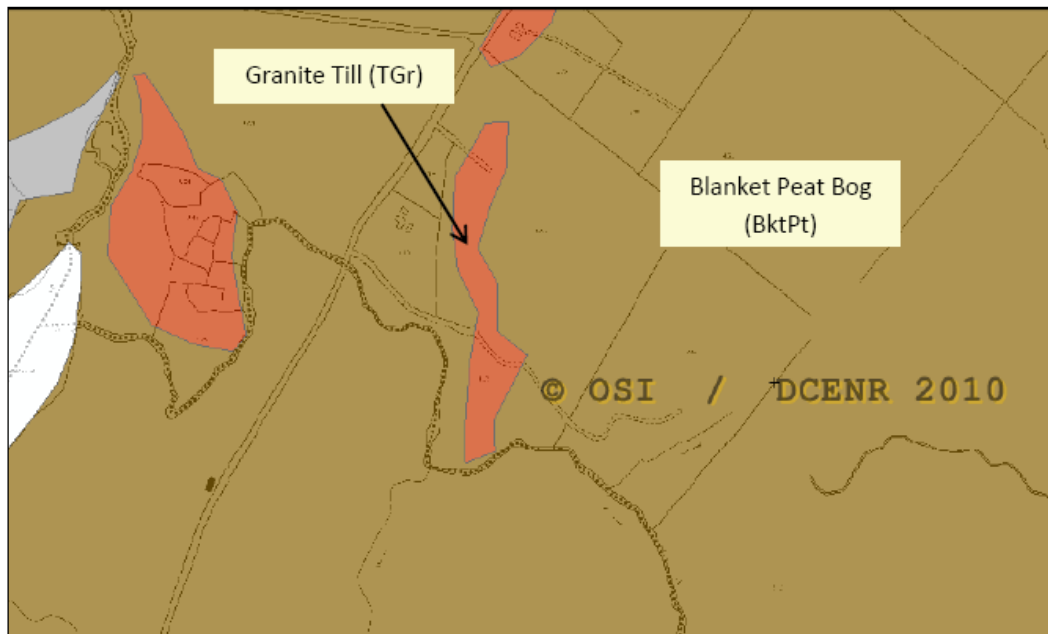 Granite Till (TGr)
Blanket Peat Bog
(BktPt)
© OSI / DCENR 2010